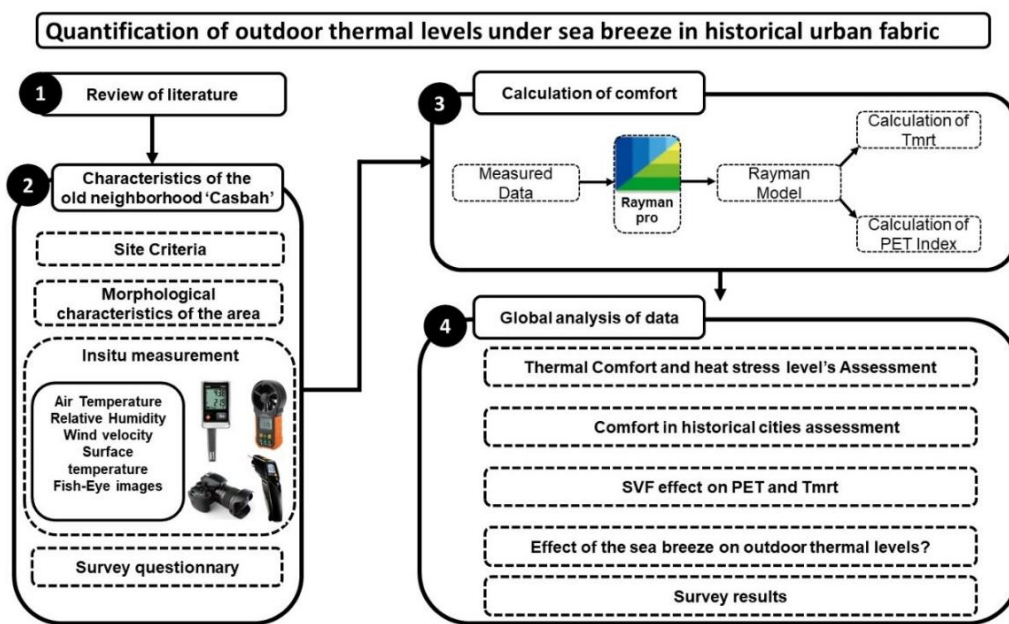 Quantification of outdoor thermal levels under sea breeze in historical urban fabric
1
Review of literature
2
Characteristics of the
old neighborhood 'Casbah'
Site Criteria
Morphological
characteristics of the area
Insitu measurement
Air Temperature
Relative Humidity
Wind velocity
Surface
temperature
Fish-Eye images
Survey questionnary
3
Calculation of comfort
Measured
Data
Rayman
pro
Rayman
Model
Calculation of
Tmrt
Calculation of
PET Index
4
Global analysis of data
Thermal Comfort and heat stress level's Assessment
Comfort in historical cities assessment
SVF effect on PET and Tmrt
Effect of the sea breeze on outdoor thermal levels?
Survey results